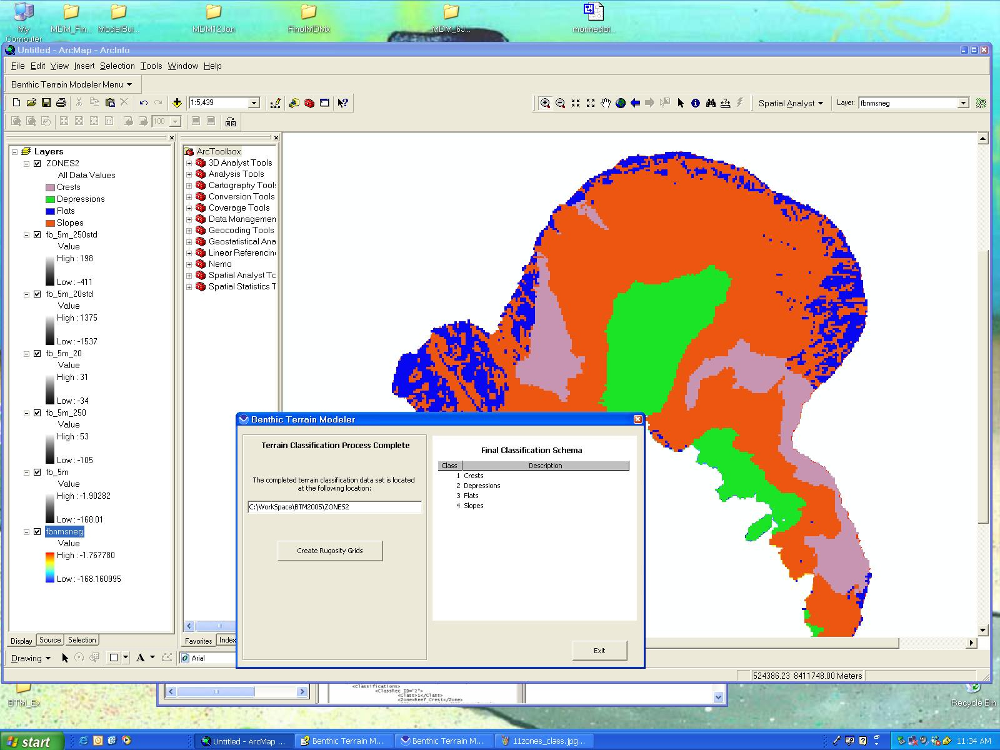 My Computer
MDM_Fin...
ModelBui...
MDM12Jan
FinalMDMx
MDM_6J...
marinedat...
Untitled - ArcMap - ArcInfo
File Edit View Insert Selection Tools Window Help
Benthic Terrain Modeler Menu
1:5,439
Spatial Analyst
Layer: fbnmsneg
100
Layers
ZONES2
All Data Values
Crests
Depressions
Flats
Slopes
fb_5m_250std
Value
High : 198
Low : -411
fb_5m_20std
Value
High : 1375
Low : -1537
fb_5m_20
Value
High : 31
Low : -34
fb_5m_250
Value
High : 53
Low : -105
fb_5m
Value
High : -1.90282
Low : -168.01
fbnmsneg
Value
High : -1.767780
Low : -168.160995
Display Source Selection
ArcToolbox
3D Analyst Tools
Analysis Tools
Cartography Tools
Conversion Tools
Coverage Tools
Data Managemen
Geocoding Tools
Geostatistical Ana
Linear Referencin
Nemo
Spatial Analyst To
Spatial Statistics T
Favorites Index
Benthic Terrain Modeler
Terrain Classification Process Complete
The completed terrain classification data set is located
at the following location:
C:\WorkSpace\BTM2005\ZONES2
Create Rugosity Grids
Final Classification Schema
Class Description
1 Crests
2 Depressions
3 Flats
4 Slopes
Exit
Drawing
A
Arial
524386.23 8411748.00 Meters
<Classifications>
<ClassRec ID="2">
<Class>1</Class>
<Zone>Reef Crest</Zone>
BTM_Ex
Recycle Bin
start
Untitled - ArcMap ...
Benthic Terrain M...
Benthic Terrain M...
11zones_class.jpg...
11:34 AM